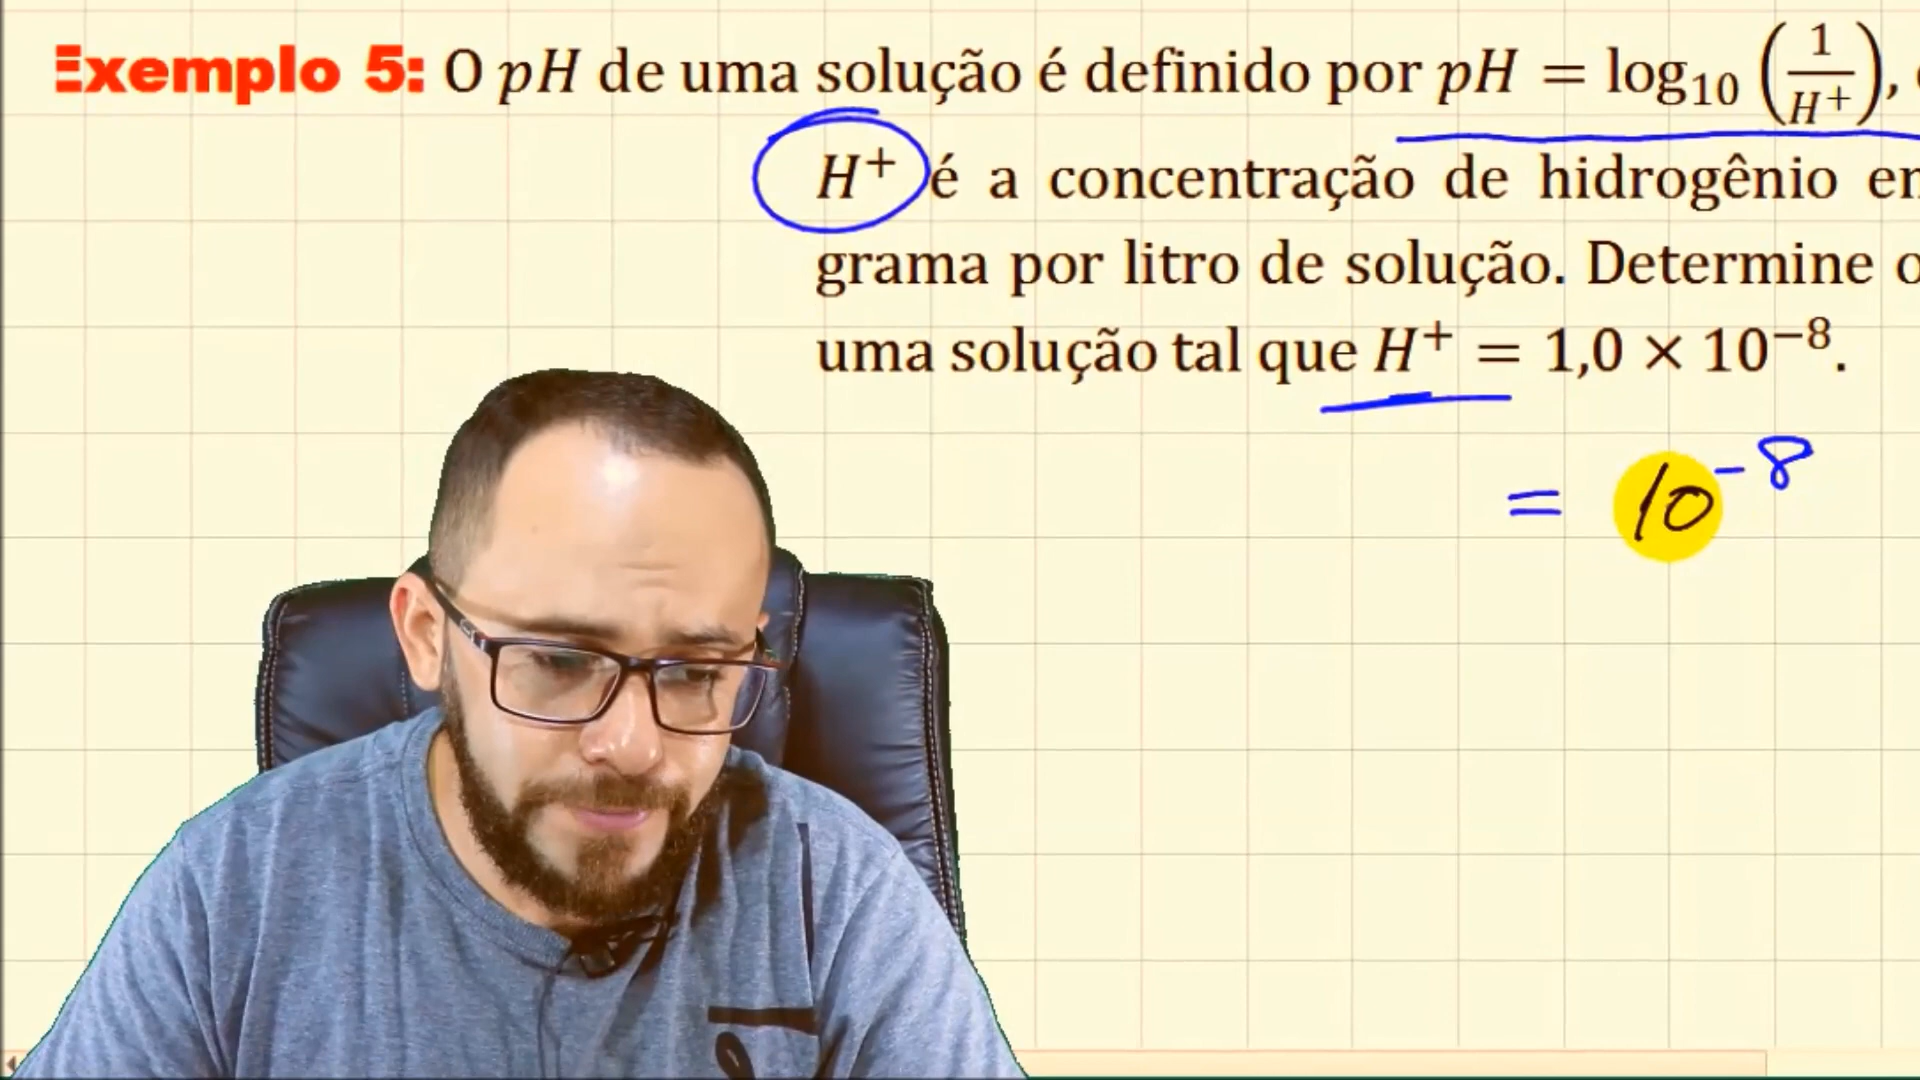 Exemplo 5: O pH de uma solução é definido por pH = log₁₀ (1/H⁺),
H⁺ é a concentração de hidrogênio
grama por litro de solução. Determine
uma solução tal que H⁺ = 1,0 × 10⁻⁸.
= 10⁻⁸